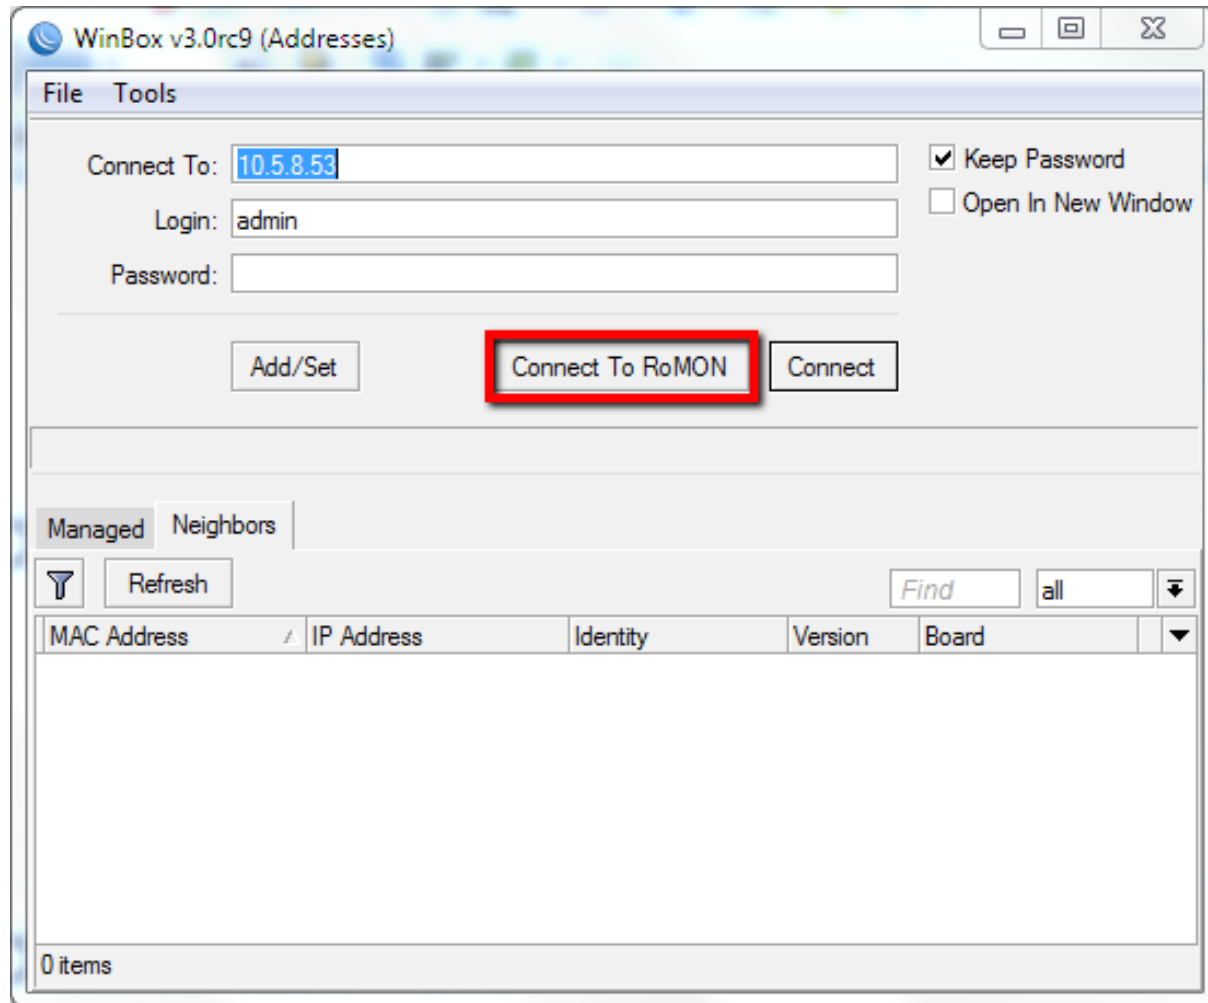 WinBox v3.0rc9 (Addresses)
File Tools
Connect To: 10.5.8.53
Keep Password
Open In New Window
Login: admin
Password:
Add/Set Connect To RoMON Connect
Managed Neighbors
Refresh Find all
MAC Address IP Address Identity Version Board
0 items